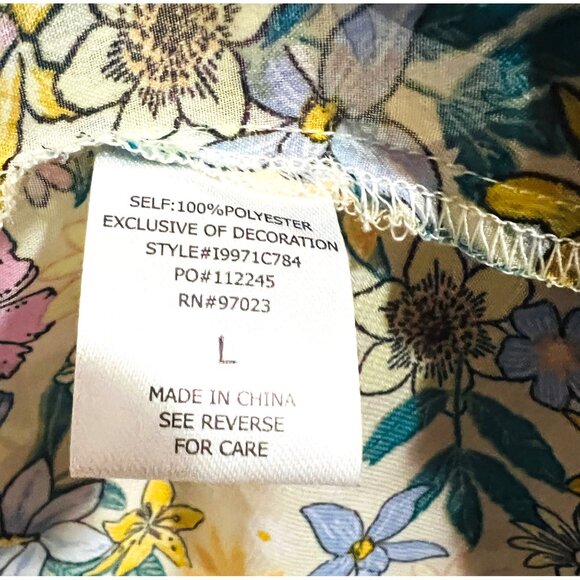 SELF:100%POLYESTER
EXCLUSIVE OF DECORATION
STYLE#I9971C784
PO#112245
RN#97023
L
MADE IN CHINA
SEE REVERSE
FOR CARE